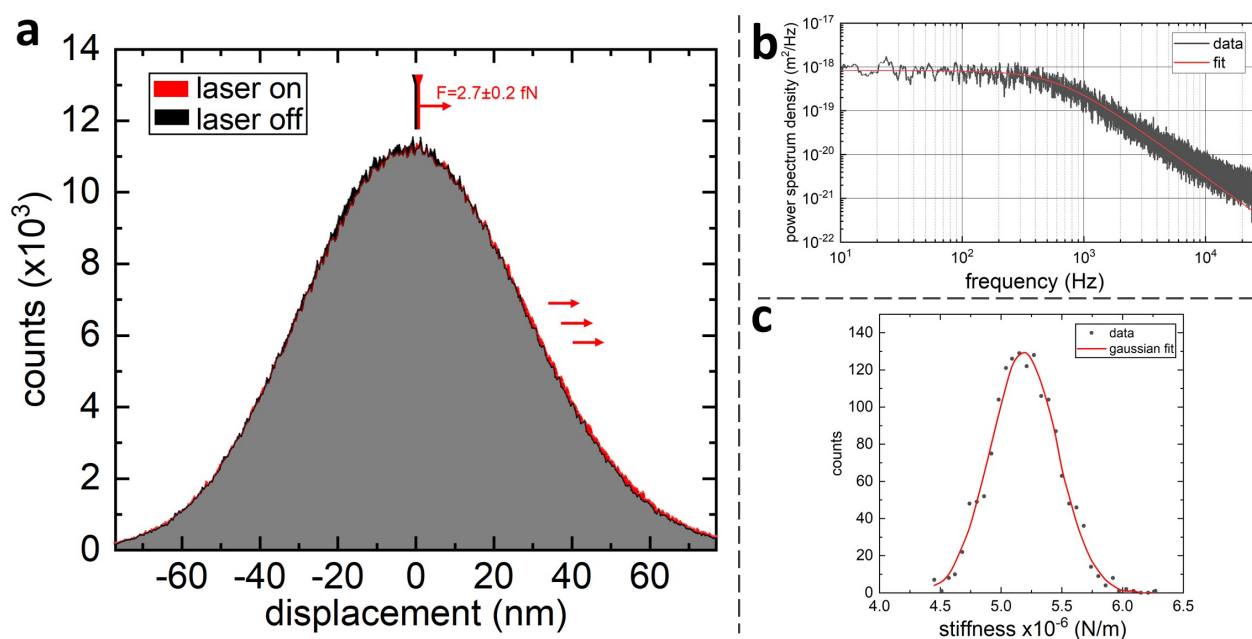 a
14
12
10
8
6
4
2
0
counts (x10³)
laser on
laser off
F=2.7±0.2 fN
-60 -40 -20 0 20 40 60
displacement (nm)
b
10⁻¹⁷
10⁻¹⁸
10⁻¹⁹
10⁻²⁰
10⁻²¹
10⁻²²
power spectrum density (m²/Hz)
data
fit
10¹ 10² 10³ 10⁴
frequency (Hz)
c
140
120
100
80
60
40
20
0
counts
data
gaussian fit
4.0 4.5 5.0 5.5 6.0 6.5
stiffness x10⁻⁶ (N/m)